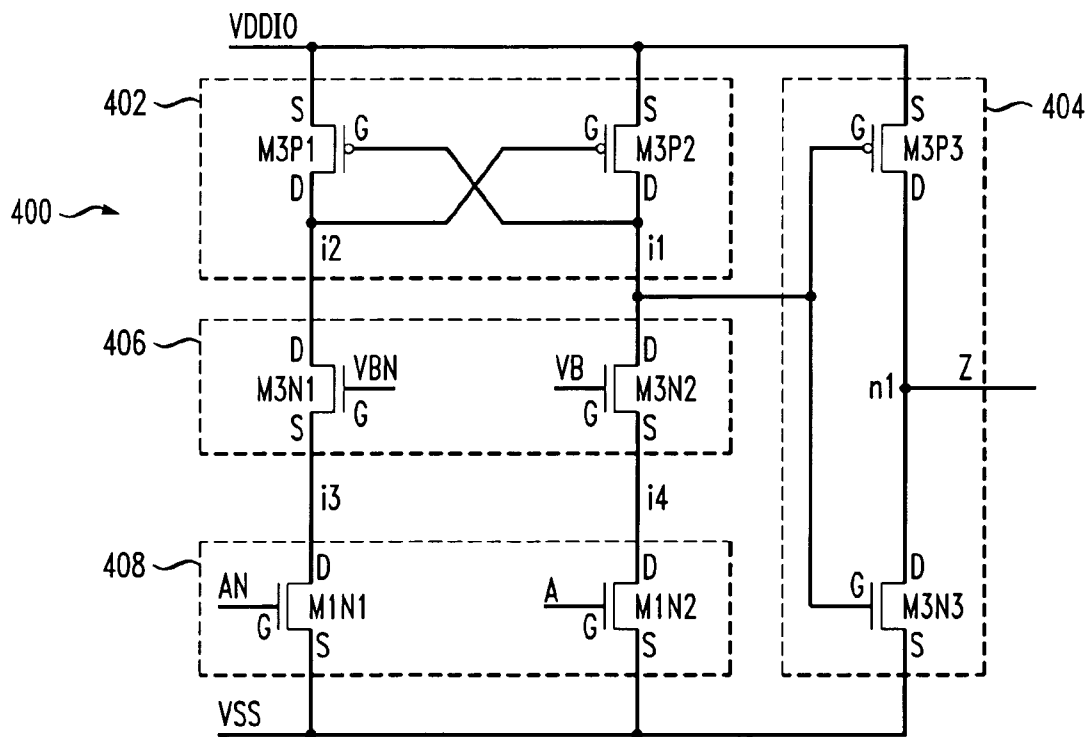 VDDIO
402
S
S
S
404
G
G
G
M3P1
M3P2
M3P3
D
D
D
400
i2
i1
406
D
D
VBN
VB
M3N1
M3N2
n1
Z
G
G
S
S
i3
i4
408
D
D
D
AN
A
G
M1N1
M1N2
M3N3
G
G
S
S
S
VSS